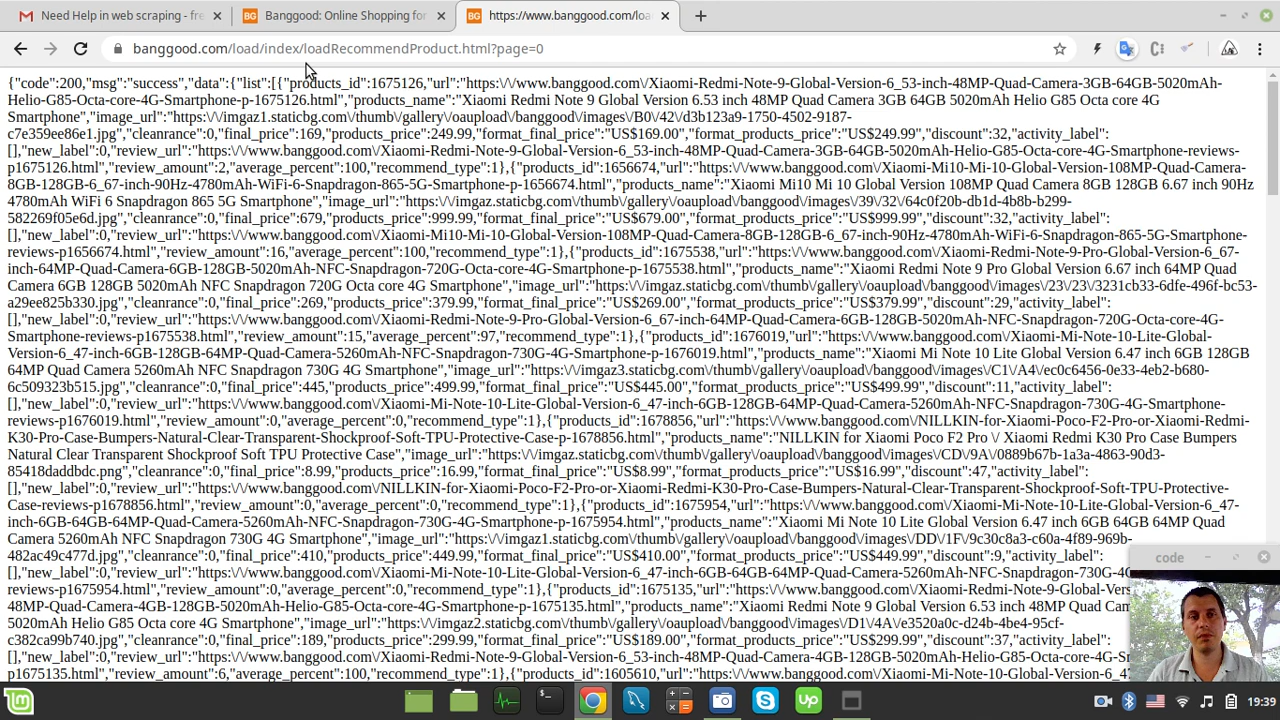 Need Help in web scraping - fre
Banggood: Online Shopping for
https://www.banggood.com/loa
banggood.com/load/index/loadRecommendProduct.html?page=0
{"code":200,"msg":"success","data":{"list":[[{"products_id":1675126,"url":"https:\/\/www.banggood.com\/Xiaomi-Redmi-Note-9-Global-Version-6_53-inch-48MP-Quad-Camera-3GB-64GB-5020mAh-
Helio-G85-Octa-core-4G-Smartphone-p-1675126.html","products_name":"Xiaomi Redmi Note 9 Global Version 6.53 inch 48MP Quad Camera 3GB 64GB 5020mAh Helio G85 Octa core 4G
Smartphone","image_url":"https:\/\/imgaz1.staticbg.com\/thumb\/gallery\/oaupload\/banggood\/images\/B0\/42\/d3b123a9-1750-4502-9187-
c7e359ee86e1.jpg","cleanrance":0,"final_price":169,"products_price":249.99,"format_final_price":"US$169.00","format_products_price":"US$249.99","discount":32,"activity_label":
[],"new_label":0,"review_url":"https:\/\/www.banggood.com\/Xiaomi-Redmi-Note-9-Global-Version-6_53-inch-48MP-Quad-Camera-3GB-64GB-5020mAh-Helio-G85-Octa-core-4G-Smartphone-reviews-
p1675126.html","review_amount":2,"average_percent":100,"recommend_type":1},{"products_id":1656674,"url":"https:\/\/www.banggood.com\/Xiaomi-Mi10-Mi-10-Global-Version-108MP-Quad-Camera-
8GB-128GB-6_67-inch-90Hz-4780mAh-WiFi-6-Snapdragon-865-5G-Smartphone-p-1656674.html","products_name":"Xiaomi Mi10 Mi 10 Global Version 108MP Quad Camera 8GB 128GB 6.67 inch 90Hz
4780mAh WiFi 6 Snapdragon 865 5G Smartphone","image_url":"https:\/\/imgaz.staticbg.com\/thumb\/gallery\/oaupload\/banggood\/images\/39\/32\/64c0f20b-db1d-4b8b-b299-
582269f05e6d.jpg","cleanrance":0,"final_price":679,"products_price":999.99,"format_final_price":"US$679.00","format_products_price":"US$999.99","discount":32,"activity_label":
[],"new_label":0,"review_url":"https:\/\/www.banggood.com\/Xiaomi-Mi10-Mi-10-Global-Version-108MP-Quad-Camera-8GB-128GB-6_67-inch-90Hz-4780mAh-WiFi-6-Snapdragon-865-5G-Smartphone-
reviews-p1656674.html","review_amount":16,"average_percent":100,"recommend_type":1},{"products_id":1675538,"url":"https:\/\/www.banggood.com\/Xiaomi-Redmi-Note-9-Pro-Global-Version-6_67-
inch-64MP-Quad-Camera-6GB-128GB-5020mAh-NFC-Snapdragon-720G-Octa-core-4G-Smartphone-p-1675538.html","products_name":"Xiaomi Redmi Note 9 Pro Global Version 6.67 inch 64MP Quad
Camera 6GB 128GB 5020mAh NFC Snapdragon 720G Octa core 4G Smartphone","image_url":"https:\/\/imgaz.staticbg.com\/thumb\/gallery\/oaupload\/banggood\/images\/23\/23\/3231cb33-6dfe-496f-bc53-
a29ee825b330.jpg","cleanrance":0,"final_price":269,"products_price":379.99,"format_final_price":"US$269.00","format_products_price":"US$379.99","discount":29,"activity_label":
[],"new_label":0,"review_url":"https:\/\/www.banggood.com\/Xiaomi-Redmi-Note-9-Pro-Global-Version-6_67-inch-64MP-Quad-Camera-6GB-128GB-5020mAh-NFC-Snapdragon-720G-Octa-core-4G-
Smartphone-reviews-p1675538.html","review_amount":15,"average_percent":97,"recommend_type":1},{"products_id":1676019,"url":"https:\/\/www.banggood.com\/Xiaomi-Mi-Note-10-Lite-Global-
Version-6_47-inch-6GB-128GB-64MP-Quad-Camera-5260mAh-NFC-Snapdragon-730G-4G-Smartphone-p-1676019.html","products_name":"Xiaomi Mi Note 10 Lite Global Version 6.47 inch 6GB 128GB
64MP Quad Camera 5260mAh NFC Snapdragon 730G 4G Smartphone","image_url":"https:\/\/imgaz3.staticbg.com\/thumb\/gallery\/oaupload\/banggood\/images\/C1\/A4\/ec0c6456-0e33-4eb2-b680-
6c509323b515.jpg","cleanrance":0,"final_price":445,"products_price":499.99,"format_final_price":"US$445.00","format_products_price":"US$499.99","discount":11,"activity_label":
[],"new_label":0,"review_url":"https:\/\/www.banggood.com\/Xiaomi-Mi-Note-10-Lite-Global-Version-6_47-inch-6GB-128GB-64MP-Quad-Camera-5260mAh-NFC-Snapdragon-730G-4G-Smartphone-
reviews-p1676019.html","review_amount":0,"average_percent":0,"recommend_type":1},{"products_id":1678856,"url":"https:\/\/www.banggood.com\/NILLKIN-for-Xiaomi-Poco-F2-Pro-or-Xiaomi-Redmi-
K30-Pro-Case-Bumpers-Natural-Clear-Transparent-Shockproof-Soft-TPU-Protective-Case-p-1678856.html","products_name":"NILLKIN for Xiaomi Poco F2 Pro \/ Xiaomi Redmi K30 Pro Case Bumpers
Natural Clear Transparent Shockproof Soft TPU Protective Case","image_url":"https:\/\/imgaz.staticbg.com\/thumb\/gallery\/oaupload\/banggood\/images\/CD\/9A\/0889b67b-1a3a-4863-90d3-
85418daddbdc.png","cleanrance":0,"final_price":8.99,"products_price":16.99,"format_final_price":"US$8.99","format_products_price":"US$16.99","discount":47,"activity_label":
[],"new_label":0,"review_url":"https:\/\/www.banggood.com\/NILLKIN-for-Xiaomi-Poco-F2-Pro-or-Xiaomi-Redmi-K30-Pro-Case-Bumpers-Natural-Clear-Transparent-Shockproof-Soft-TPU-Protective-
Case-reviews-p1678856.html","review_amount":0,"average_percent":0,"recommend_type":1},{"products_id":1675954,"url":"https:\/\/www.banggood.com\/Xiaomi-Mi-Note-10-Lite-Global-Version-6_47-
inch-6GB-64GB-64MP-Quad-Camera-5260mAh-NFC-Snapdragon-730G-4G-Smartphone-p-1675954.html","products_name":"Xiaomi Mi Note 10 Lite Global Version 6.47 inch 6GB 64GB 64MP Quad
Camera 5260mAh NFC Snapdragon 730G 4G Smartphone","image_url":"https:\/\/imgaz1.staticbg.com\/thumb\/gallery\/oaupload\/banggood\/images\/DD\/1F\/9c30c8a3-c60a-4f89-969b-
482ac49c477d.jpg","cleanrance":0,"final_price":410,"products_price":449.99,"format_final_price":"US$410.00","format_products_price":"US$449.99","discount":9,"activity_label":
[],"new_label":0,"review_url":"https:\/\/www.banggood.com\/Xiaomi-Mi-Note-10-Lite-Global-Version-6_47-inch-6GB-64GB-64MP-Quad-Camera-5260mAh-NFC-Snapdragon-730G-4G
reviews-p1675954.html","review_amount":0,"average_percent":0,"recommend_type":1},{"products_id":1675135,"url":"https:\/\/www.banggood.com\/Xiaomi-Redmi-Note-9-Global-Vers
48MP-Quad-Camera-4GB-128GB-5020mAh-Helio-G85-Octa-core-4G-Smartphone-p-1675135.html","products_name":"Xiaomi Redmi Note 9 Global Version 6.53 inch 48MP Quad Cam
5020mAh Helio G85 Octa core 4G Smartphone","image_url":"https:\/\/imgaz2.staticbg.com\/thumb\/gallery\/oaupload\/banggood\/images\/D1\/4A\/e3520a0c-d24b-4be4-95cf-
c382ca99b740.jpg","cleanrance":0,"final_price":189,"products_price":299.99,"format_final_price":"US$189.00","format_products_price":"US$299.99","discount":37,"activity_label":
[],"new_label":0,"review_url":"https:\/\/www.banggood.com\/Xiaomi-Redmi-Note-9-Global-Version-6_53-inch-48MP-Quad-Camera-4GB-128GB-5020mAh-Helio-G85-Octa-core-4G-Sm
p1675135.html","review_amount":6,"average_percent":100,"recommend_type":1},{"products_id":1605610,"url":"https:\/\/www.banggood.com\/Xiaomi-Redmi-Note-8-Global-Version-6_
code
19:39